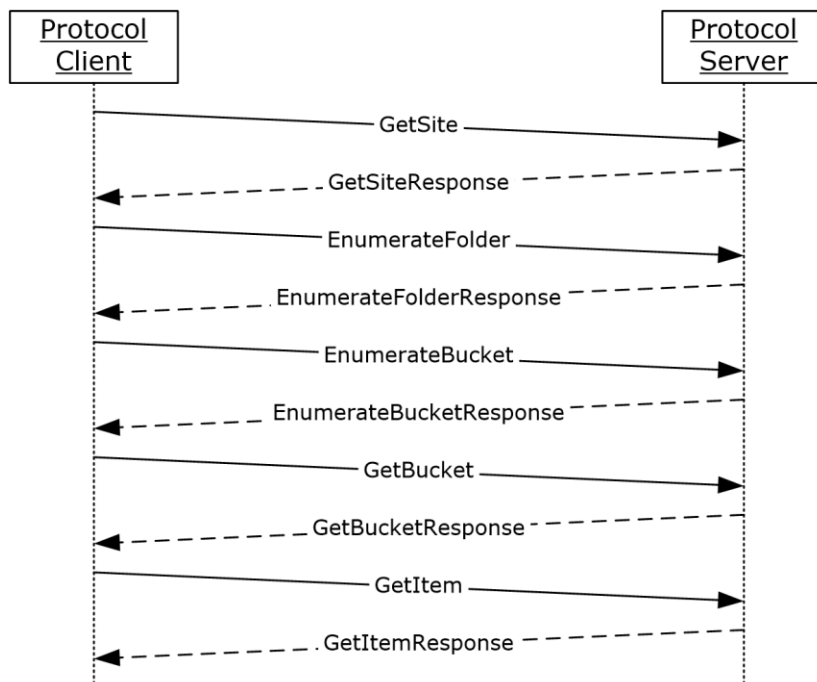 Protocol
Client
Protocol
Server
GetSite
GetSiteResponse
EnumerateFolder
EnumerateFolderResponse
EnumerateBucket
EnumerateBucketResponse
GetBucket
GetBucketResponse
GetItem
GetItemResponse